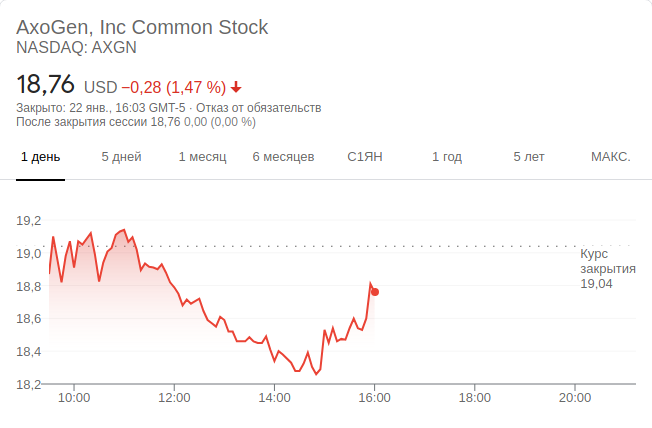 AxoGen, Inc Common Stock
NASDAQ: AXGN
18,76 USD −0,28 (1,47 %)
Закрыто: 22 янв., 16:03 GMT-5 · Отказ от обязательств
После закрытия сессии 18,76 0,00 (0,00 %)
1 день 5 дней 1 месяц 6 месяцев С1ЯН 1 год 5 лет МАКС.
19,2
19,0
18,8
18,6
18,4
18,2
Курс
закрытия
19,04
10:00 12:00 14:00 16:00 18:00 20:00